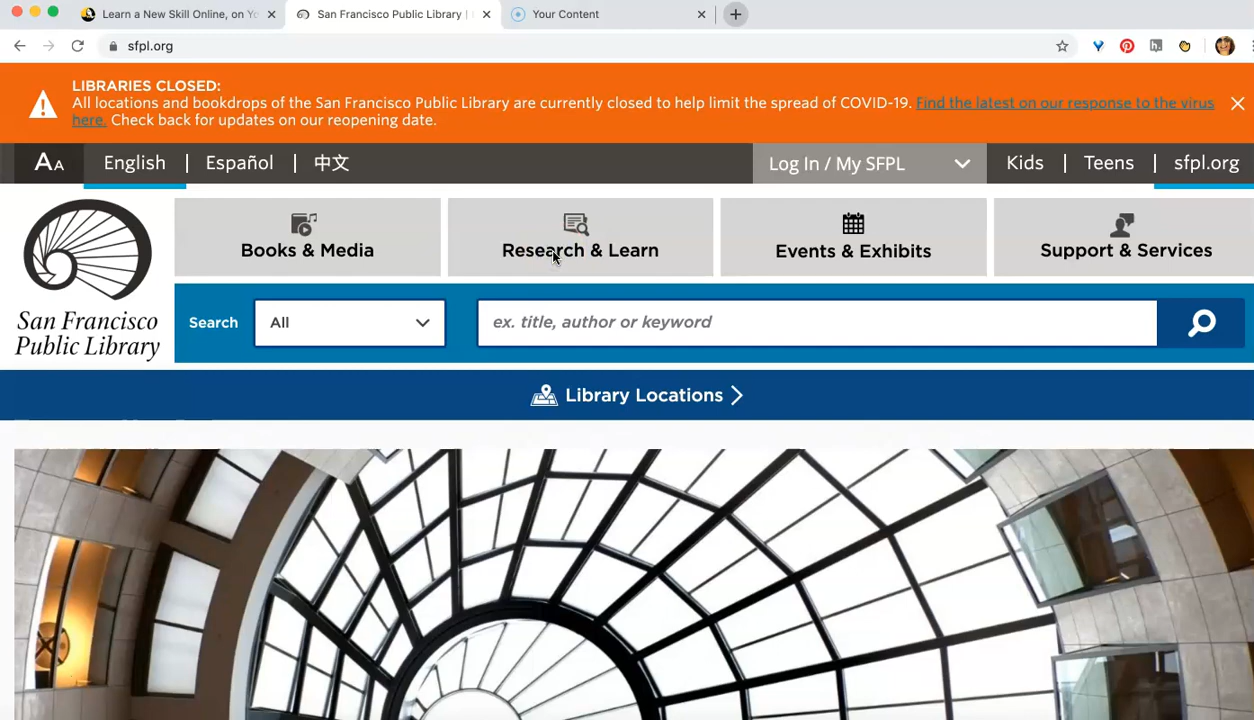 Learn a New Skill Online, on Yo
San Francisco Public Library |
Your Content
sfpl.org
LIBRARIES CLOSED:
All locations and bookdrops of the San Francisco Public Library are currently closed to help limit the spread of COVID-19. Find the latest on our response to the virus
here. Check back for updates on our reopening date.
AA English | Español | 中文 Log In / My SFPL Kids | Teens | sfpl.org
Books & Media
Research & Learn
Events & Exhibits
Support & Services
San Francisco
Public Library
Search All ex. title, author or keyword
Library Locations